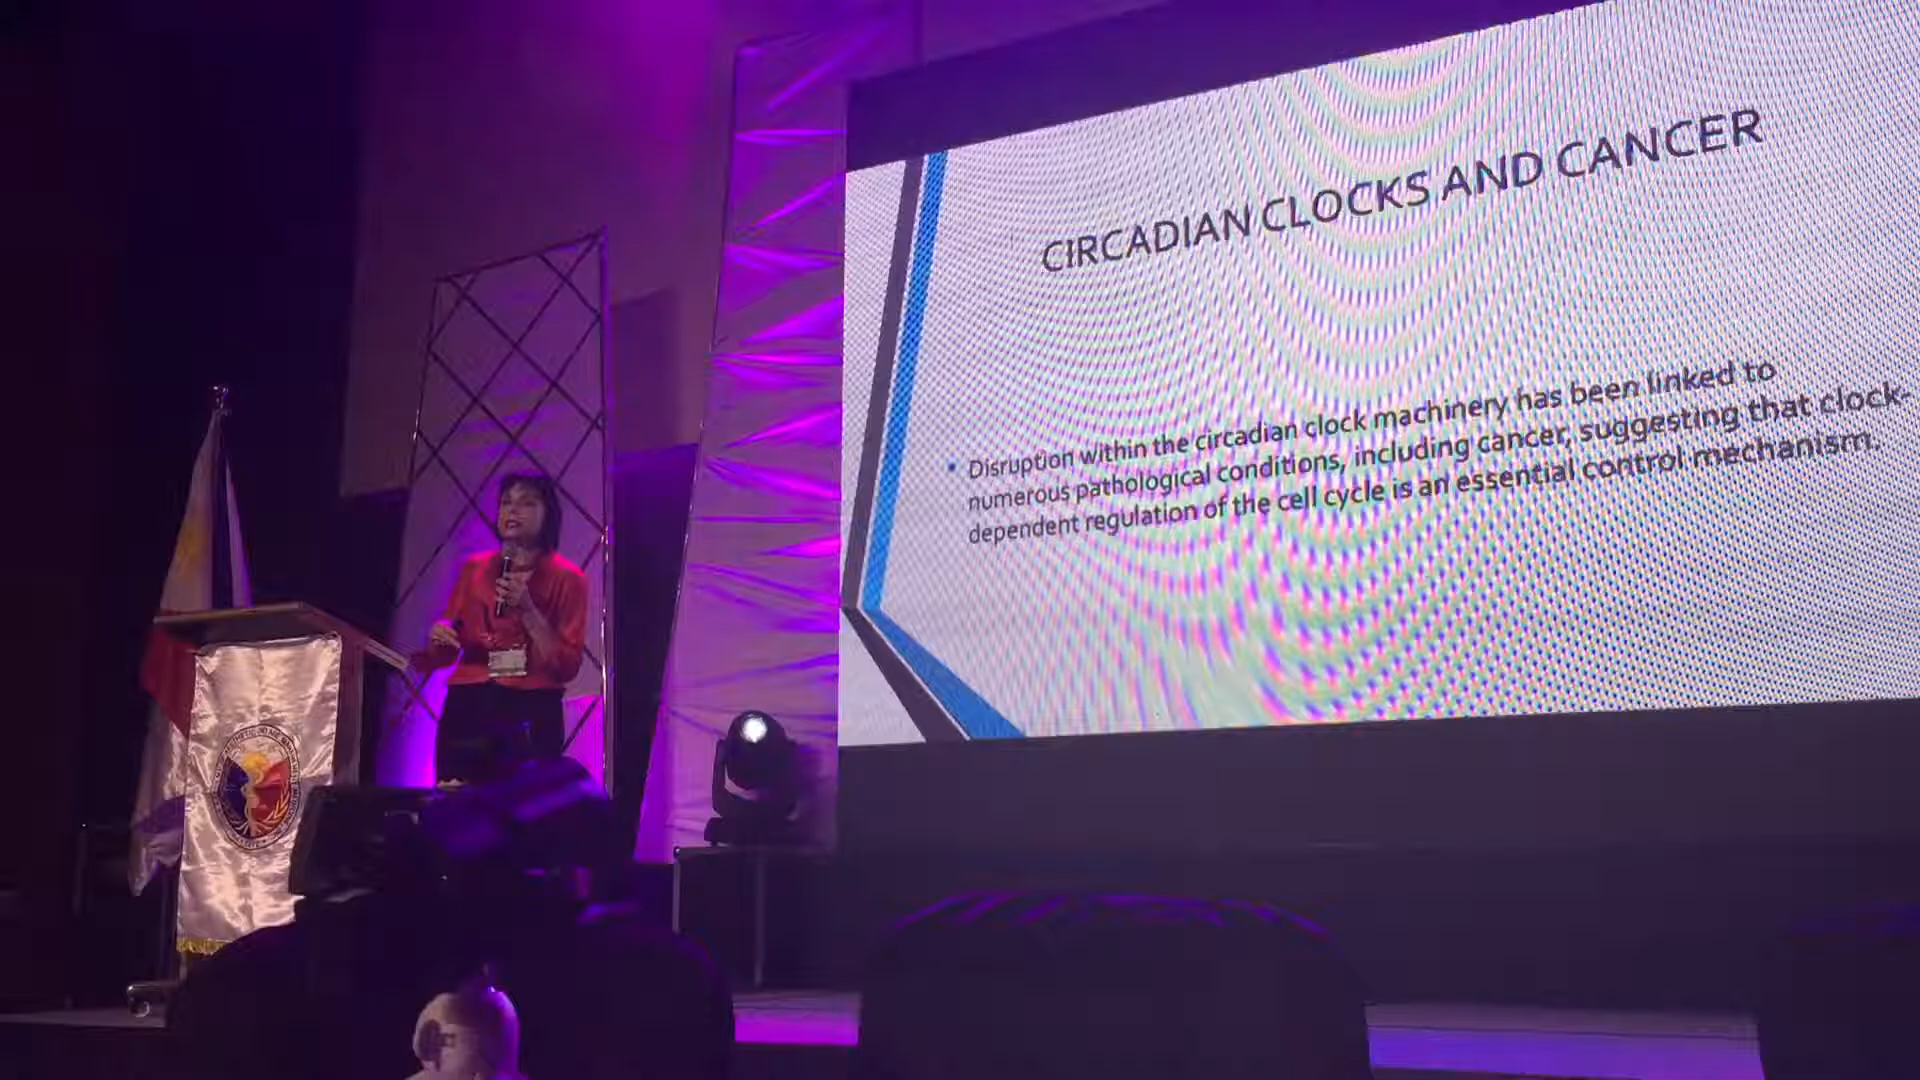 CIRCADIAN CLOCKS AND CANCER
• Disruption within the circadian clock machinery has been linked to
numerous pathological conditions, including cancer, suggesting that clock-
dependent regulation of the cell cycle is an essential control mechanism.